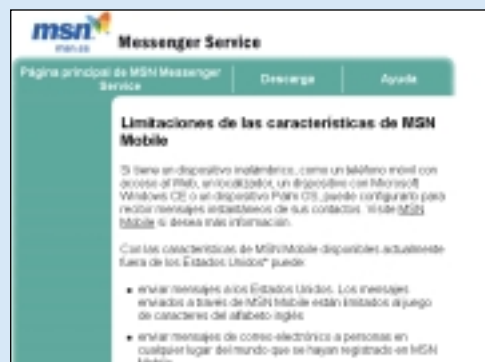 msn
msn.es
Messenger Service
Página principal de MSN Messenger
Service
Descarga
Ayuda
Limitaciones de las características de MSN
Mobile
Si tiene un dispositivo inalámbrico, como un teléfono móvil con
acceso al Web, un localizador, un dispositivo con Microsoft
Windows CE o un dispositivo Palm OS, puede configurarlo para
recibir mensajes instantáneos de sus contactos. Visite MSN
Mobile si desea más información.
Con las características de MSN Mobile disponibles actualmente
fuera de los Estados Unidos* puede:
enviar mensajes a los Estados Unidos. Los mensajes
enviados a través de MSN Mobile están limitados al juego
de caracteres del alfabeto inglés
enviar mensajes de correo electrónico a personas en
cualquier lugar del mundo que se hayan registrado en MSN
Mobile